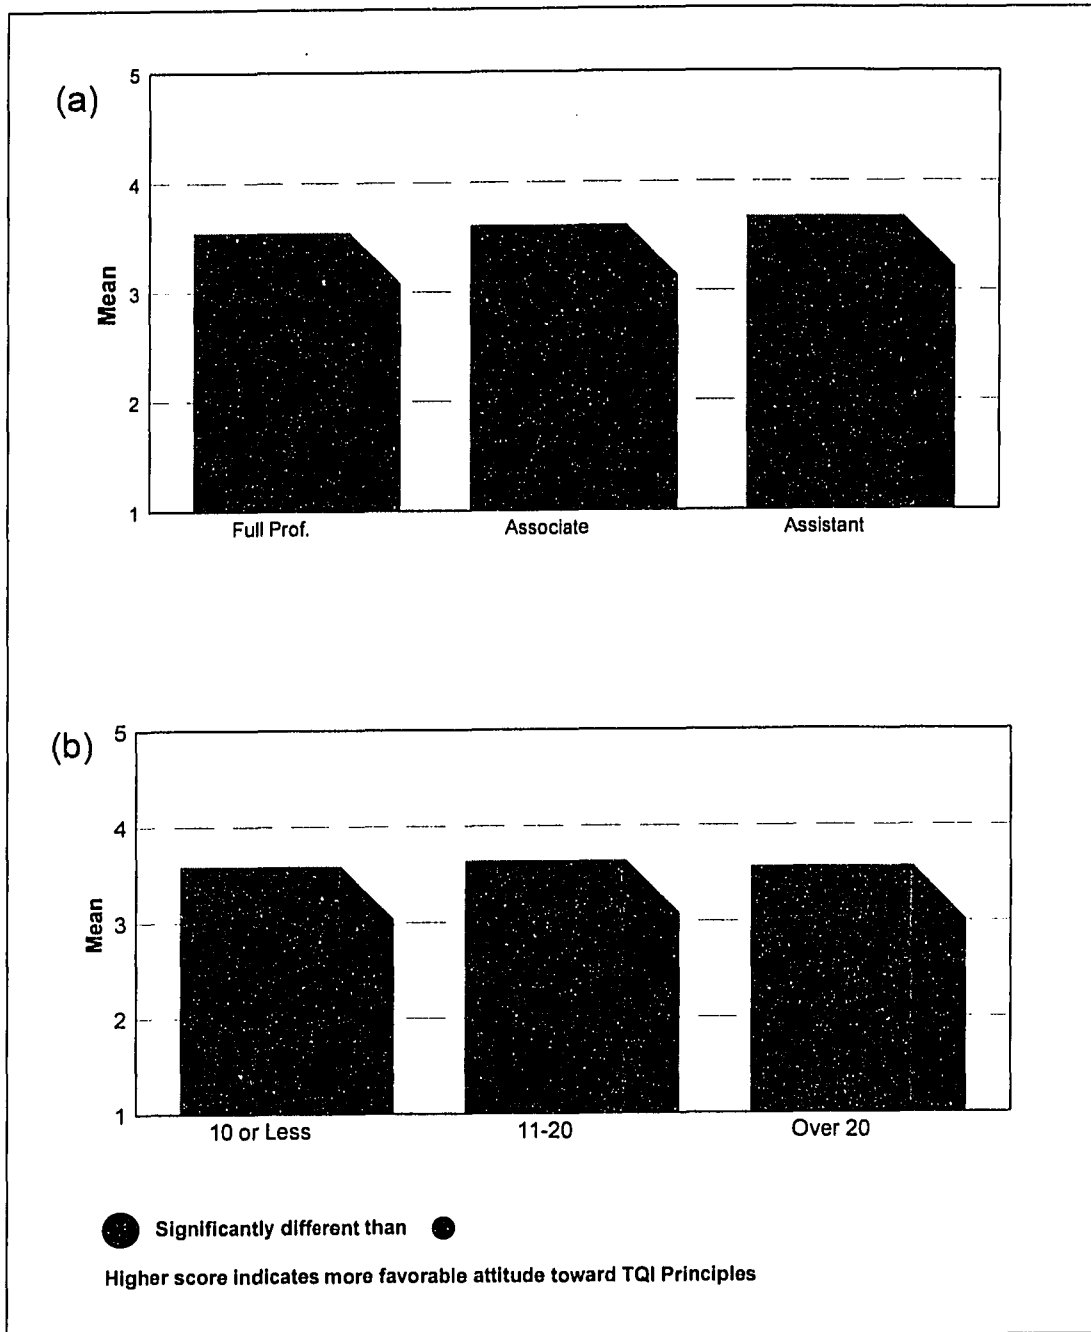 (a)
5
4
3
2
1
Mean
Full Prof.
Associate
Assistant
(b)
5
4
3
2
1
Mean
10 or Less
11-20
Over 20
Significantly different than
Higher score indicates more favorable attitude toward TQI Principles